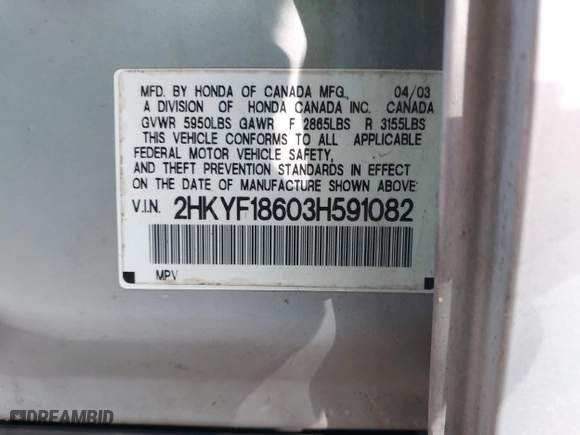 MFD. BY HONDA OF CANADA MFG., 04/03
A DIVISION OF HONDA CANADA INC. CANADA
GVWR 5950LBS GAWR F 2865LBS R 3155LBS
THIS VEHICLE CONFORMS TO ALL APPLICABLE
FEDERAL MOTOR VEHICLE SAFETY,
AND THEFT PREVENTION STANDARDS IN EFFECT
ON THE DATE OF MANUFACTURE SHOWN ABOVE
V.I.N. 2HKYF18603H591082
MPV
DREAMBID